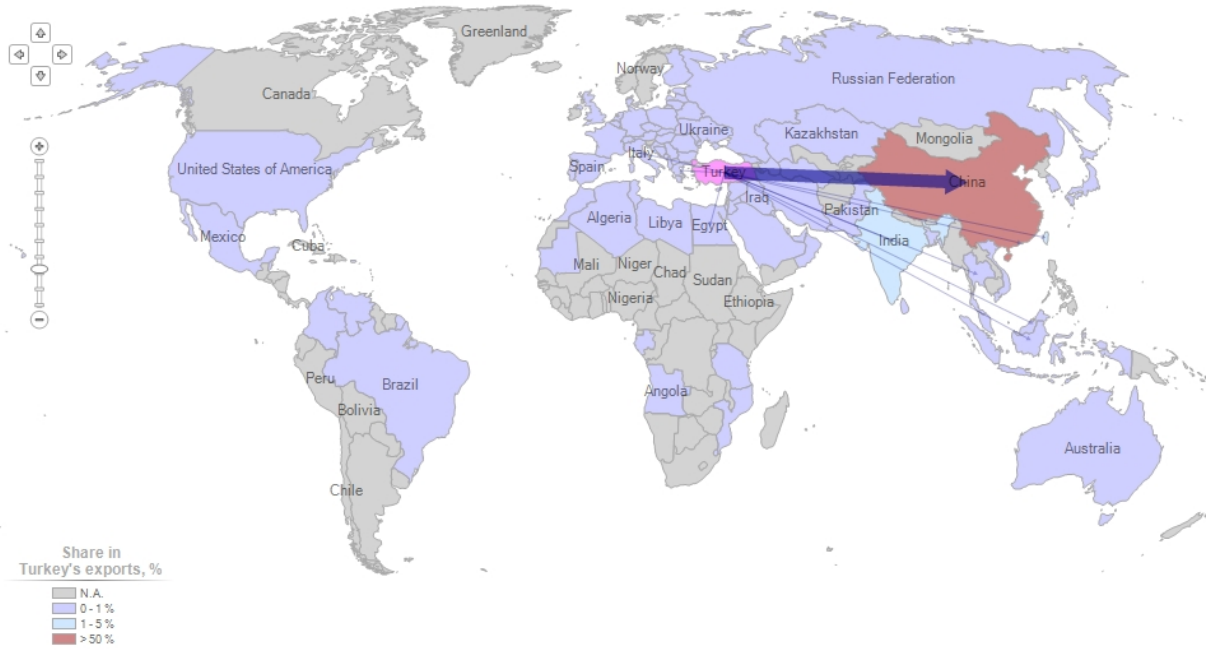 Greenland
Norway
Russian Federation
Canada
Ukraine
Kazakhstan
Mongolia
Italy
Spain
United States of America
Turkey
China
Iraq
Pakistan
Algeria
Libya
Egypt
India
Mexico
Cuba
Mali
Niger
Chad
Sudan
Nigeria
Ethiopia
Peru
Brazil
Angola
Bolivia
Australia
Chile
Share in
Turkey's exports, %
N.A.
0 - 1 %
1 - 5 %
> 50 %